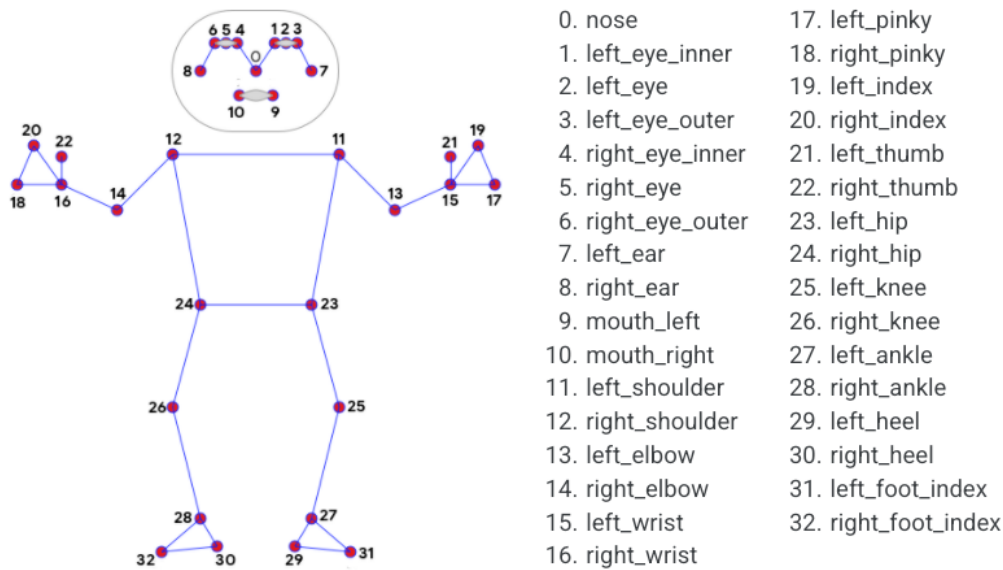 6 5 4 1 2 3
0
8 7
10 9
20 22 12 11 21 19
14 13
18 16 15 17
24 23
26 25
28 27
32 30 29 31
0. nose
1. left_eye_inner
2. left_eye
3. left_eye_outer
4. right_eye_inner
5. right_eye
6. right_eye_outer
7. left_ear
8. right_ear
9. mouth_left
10. mouth_right
11. left_shoulder
12. right_shoulder
13. left_elbow
14. right_elbow
15. left_wrist
16. right_wrist
17. left_pinky
18. right_pinky
19. left_index
20. right_index
21. left_thumb
22. right_thumb
23. left_hip
24. right_hip
25. left_knee
26. right_knee
27. left_ankle
28. right_ankle
29. left_heel
30. right_heel
31. left_foot_index
32. right_foot_index